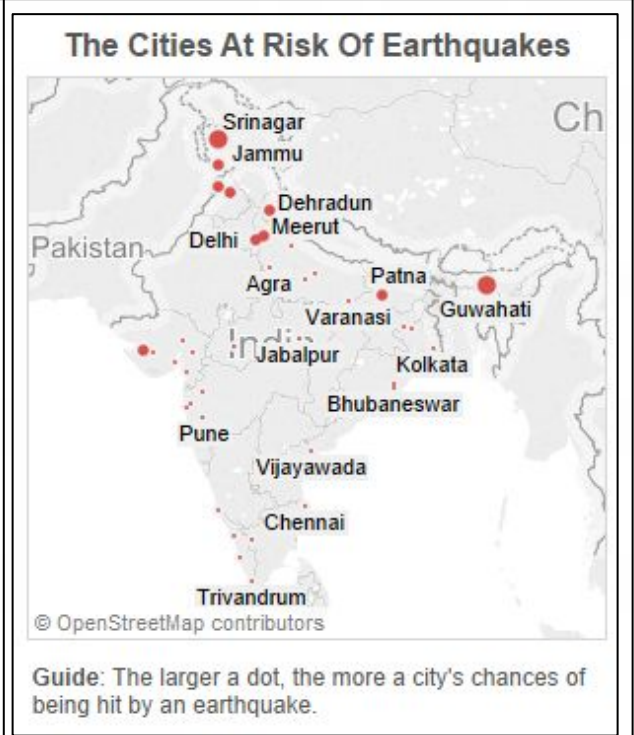 The Cities At Risk Of Earthquakes
Ch
Srinagar
Jammu
Dehradun
Meerut
Delhi
Pakistan
Agra
Patna
Varanasi
Guwahati
India
Jabalpur
Kolkata
Bhubaneswar
Pune
Vijayawada
Chennai
Trivandrum
© OpenStreetMap contributors
Guide: The larger a dot, the more a city's chances of
being hit by an earthquake.